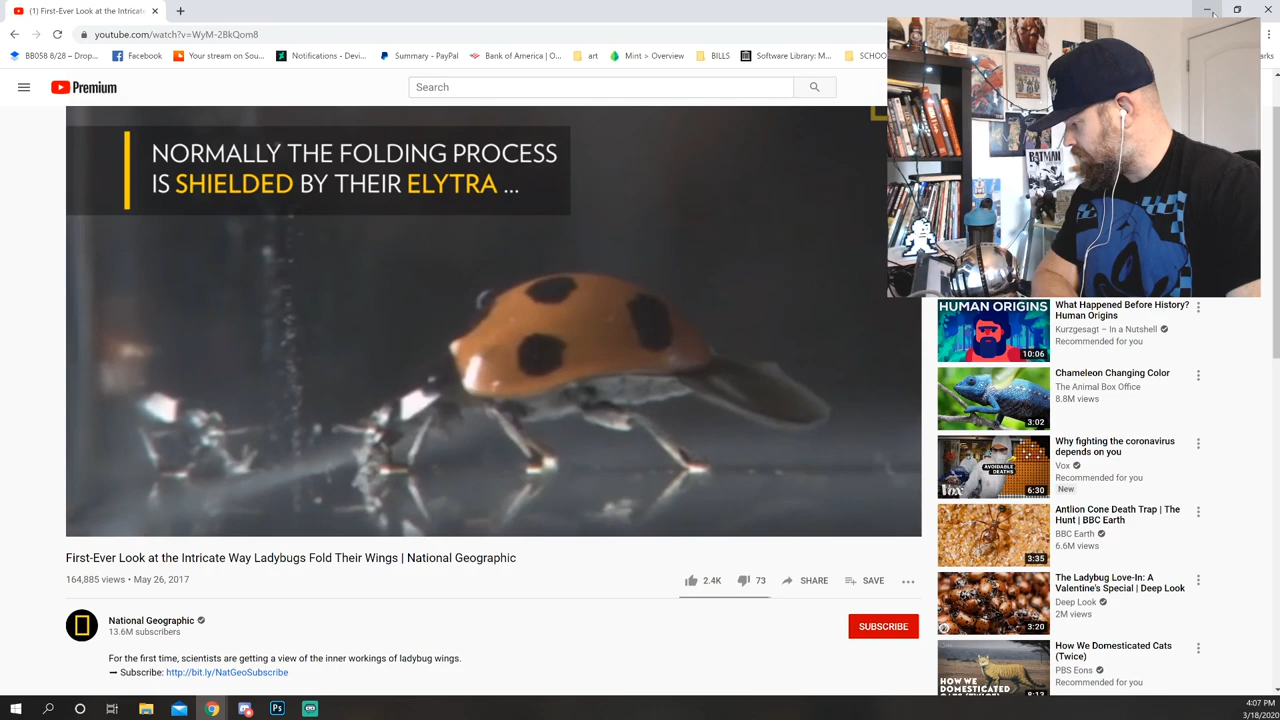 (1) First-Ever Look at the Intricate
youtube.com/watch?v=WyM-2BkQom8
BB058 8/28 – Drop...
Facebook
Your stream on Sou...
Notifications - Devi...
Summary - PayPal
Bank of America | O...
art
Mint > Overview
BILLS
Software Library: M...
SCHOO
Premium
Search
NORMALLY THE FOLDING PROCESS
IS SHIELDED BY THEIR ELYTRA ...
BATMAN
HUMAN ORIGINS
10:06
What Happened Before History?
Human Origins
Kurzgesagt – In a Nutshell
Recommended for you
3:02
Chameleon Changing Color
The Animal Box Office
8.8M views
AVOIDABLE
DEATHS
Vox
6:30
Why fighting the coronavirus
depends on you
Vox
Recommended for you
New
3:35
Antlion Cone Death Trap | The
Hunt | BBC Earth
BBC Earth
6.6M views
3:20
The Ladybug Love-In: A
Valentine's Special | Deep Look
Deep Look
2M views
HOW WE
DOMESTICATED
CATS (TWICE)
8:13
How We Domesticated Cats
(Twice)
PBS Eons
Recommended for you
First-Ever Look at the Intricate Way Ladybugs Fold Their Wings | National Geographic
164,885 views • May 26, 2017
2.4K
73
SHARE
SAVE
National Geographic
13.6M subscribers
SUBSCRIBE
For the first time, scientists are getting a view of the inner workings of ladybug wings.
➡ Subscribe: http://bit.ly/NatGeoSubscribe
Ps
4:07 PM
3/18/2020